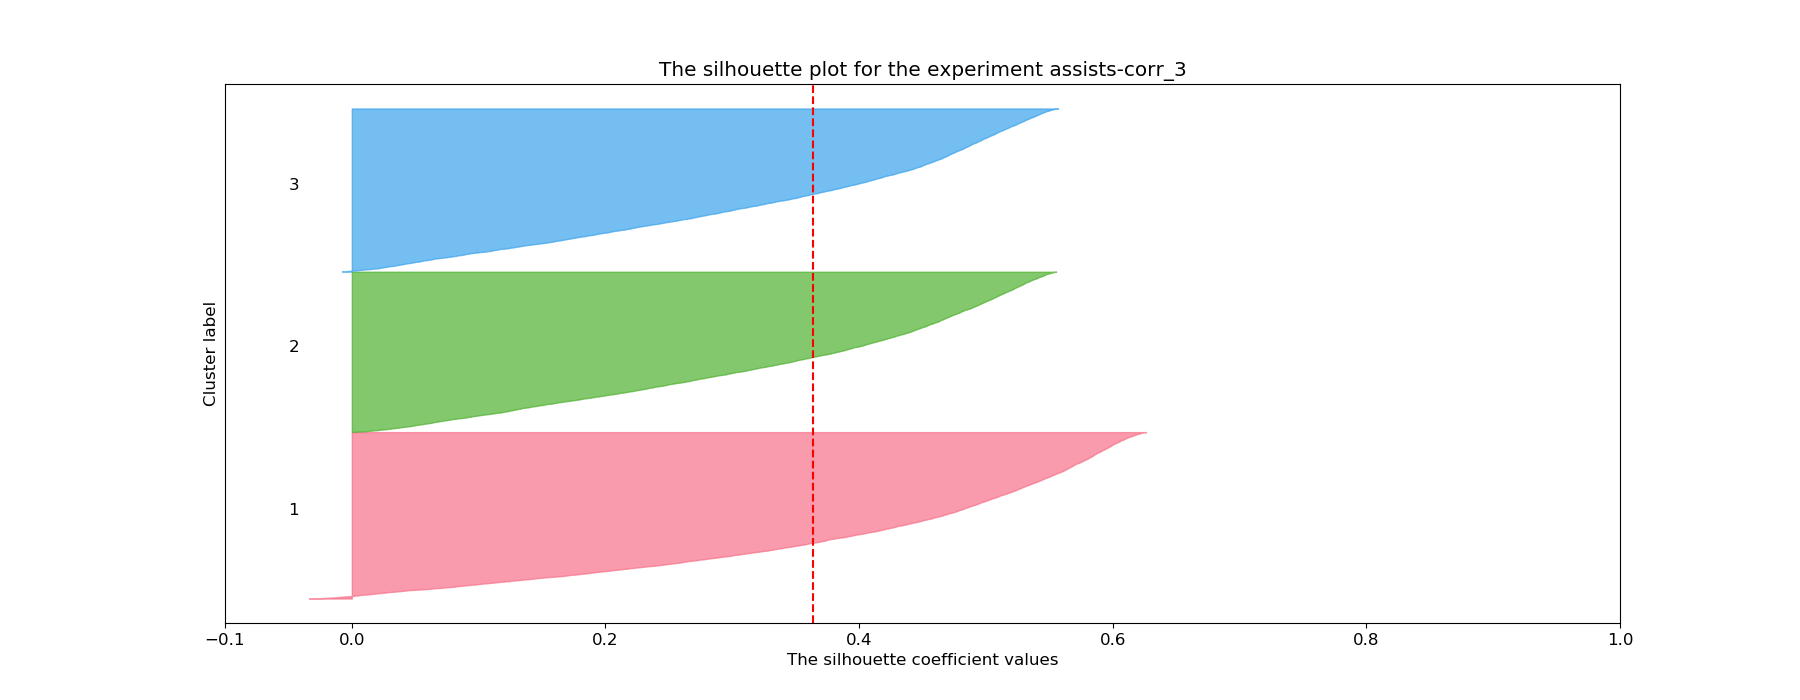 The silhouette plot for the experiment assists-corr_3
3
2
1
Cluster label
−0.1 0.0 0.2 0.4 0.6 0.8 1.0
The silhouette coefficient values